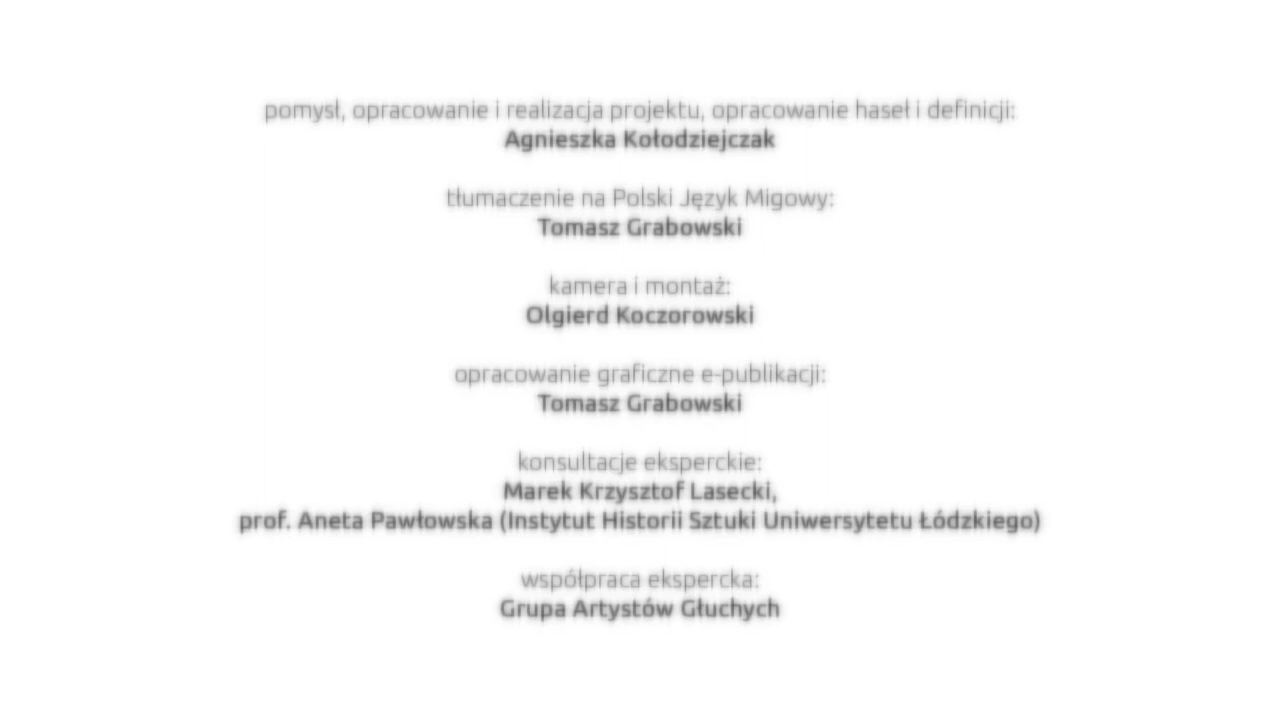 pomysł, opracowanie i realizacja projektu, opracowanie haseł i definicji:
Agnieszka Kołodziejczak
tłumaczenie na Polski Język Migowy:
Tomasz Grabowski
kamera i montaż:
Olgierd Koczorowski
opracowanie graficzne e-publikacji:
Tomasz Grabowski
konsultacje eksperckie:
Marek Krzysztof Lasecki,
prof. Aneta Pawłowska (Instytut Historii Sztuki Uniwersytetu Łódzkiego)
współpraca ekspercka:
Grupa Artystów Głuchych